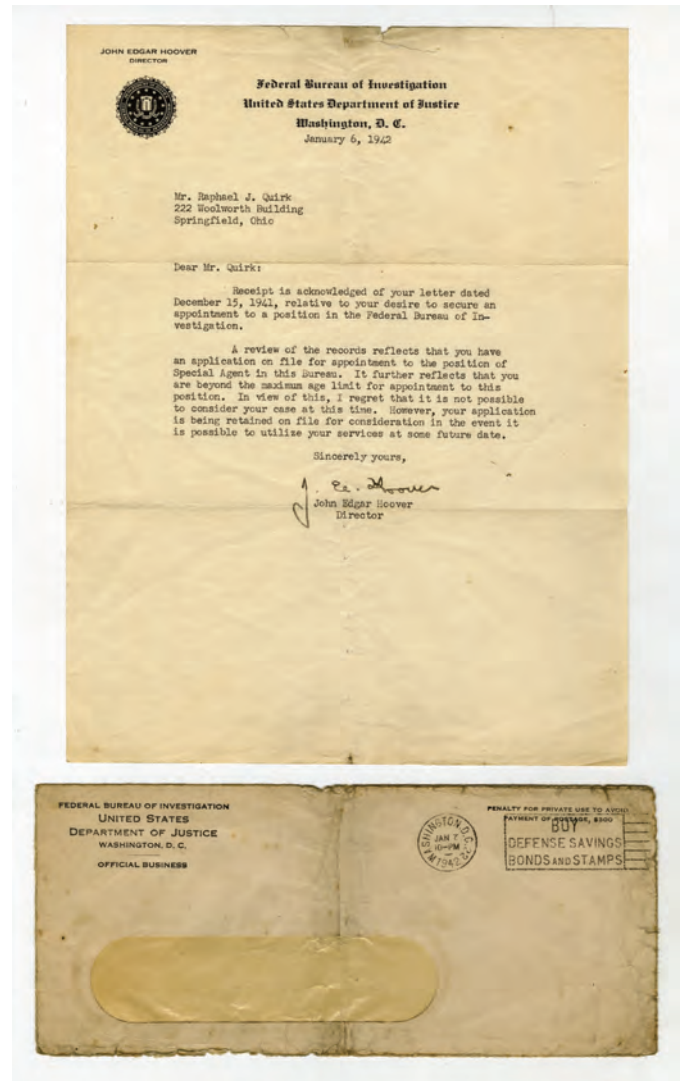 JOHN EDGAR HOOVER
DIRECTOR
Federal Bureau of Investigation
United States Department of Justice
Washington, D. C.
January 6, 1942
Mr. Raphael J. Quirk
222 Woolworth Building
Springfield, Ohio
Dear Mr. Quirk:
Receipt is acknowledged of your letter dated
December 15, 1941, relative to your desire to secure an
appointment to a position in the Federal Bureau of In-
vestigation.
A review of the records reflects that you have
an application on file for appointment to the position of
Special Agent in this Bureau. It further reflects that you
are beyond the maximum age limit for appointment to this
position. In view of this, I regret that it is not possible
to consider your case at this time. However, your application
is being retained on file for consideration in the event it
is possible to utilize your services at some future date.
Sincerely yours,
J. E. Hoover
John Edgar Hoover
Director
FEDERAL BUREAU OF INVESTIGATION
UNITED STATES
DEPARTMENT OF JUSTICE
WASHINGTON, D. C.
OFFICIAL BUSINESS
WASHINGTON, D.C.
JAN 7
10-PM
1942
PENALTY FOR PRIVATE USE TO AVOID
PAYMENT OF POSTAGE, $300
BUY
DEFENSE SAVINGS
BONDS AND STAMPS